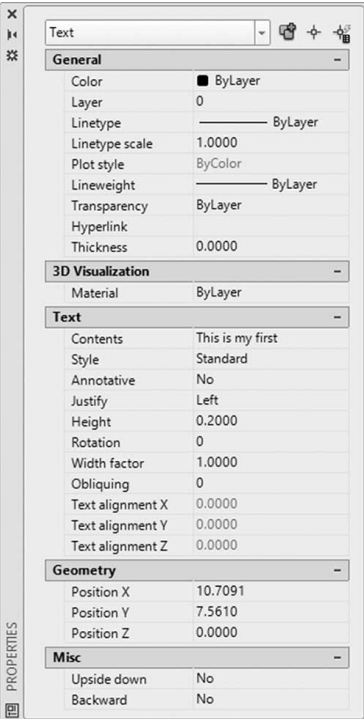 Text
General
Color ByLayer
Layer 0
Linetype ByLayer
Linetype scale 1.0000
Plot style ByColor
Lineweight ByLayer
Transparency ByLayer
Hyperlink
Thickness 0.0000
3D Visualization
Material ByLayer
Text
Contents This is my first
Style Standard
Annotative No
Justify Left
Height 0.2000
Rotation 0
Width factor 1.0000
Obliquing 0
Text alignment X 0.0000
Text alignment Y 0.0000
Text alignment Z 0.0000
Geometry
Position X 10.7091
Position Y 7.5610
Position Z 0.0000
Misc
Upside down No
Backward No
PROPERTIES